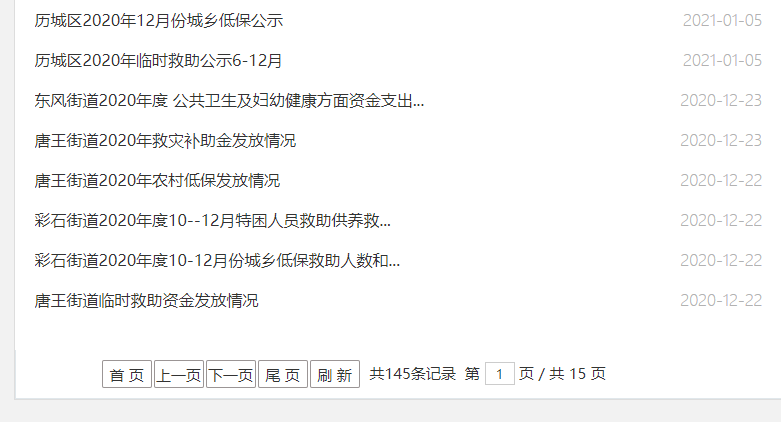 历城区2020年12月份城乡低保公示 2021-01-05
历城区2020年临时救助公示6-12月 2021-01-05
东风街道2020年度 公共卫生及妇幼健康方面资金支出... 2020-12-23
唐王街道2020年救灾补助金发放情况 2020-12-23
唐王街道2020年农村低保发放情况 2020-12-22
彩石街道2020年度10--12月特困人员救助供养救... 2020-12-22
彩石街道2020年度10-12月份城乡低保救助人数和... 2020-12-22
唐王街道临时救助资金发放情况 2020-12-22
首 页 上一页 下一页 尾 页 刷 新 共145条记录 第 1 页 / 共 15 页